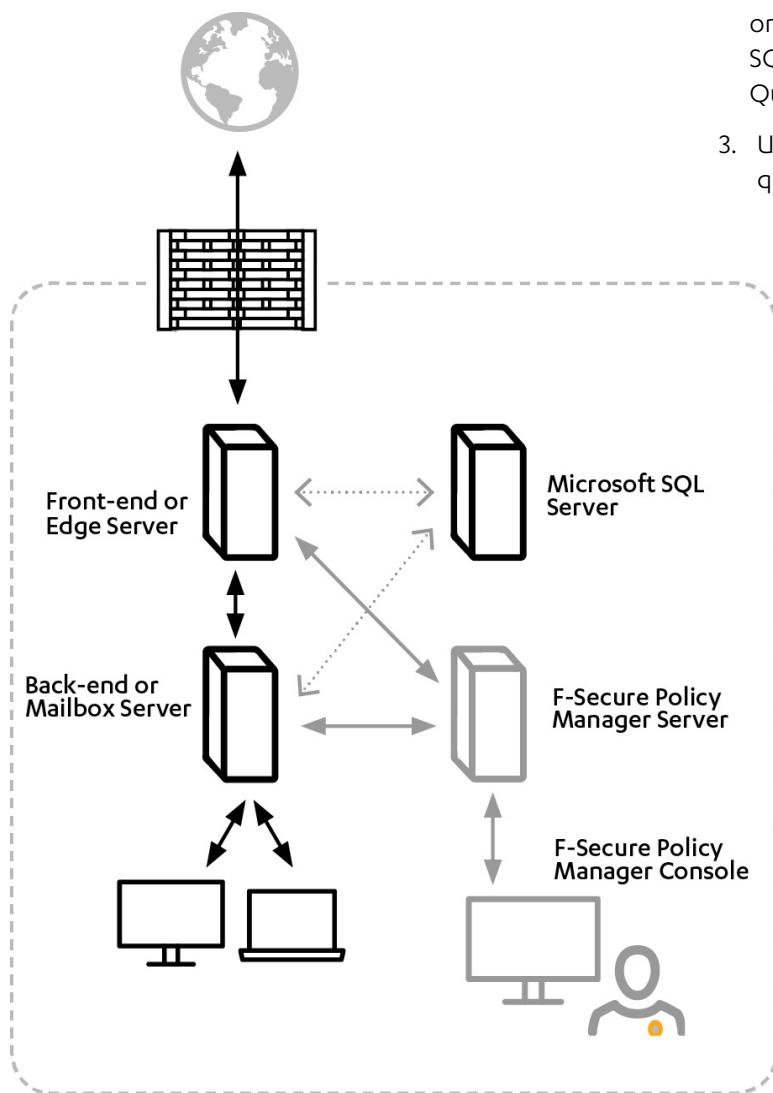 SQ
3. U
Front-end or
Edge Server
Microsoft SQL
Server
Back-end or
Mailbox Server
F-Secure Policy
Manager Server
F-Secure Policy
Manager Console